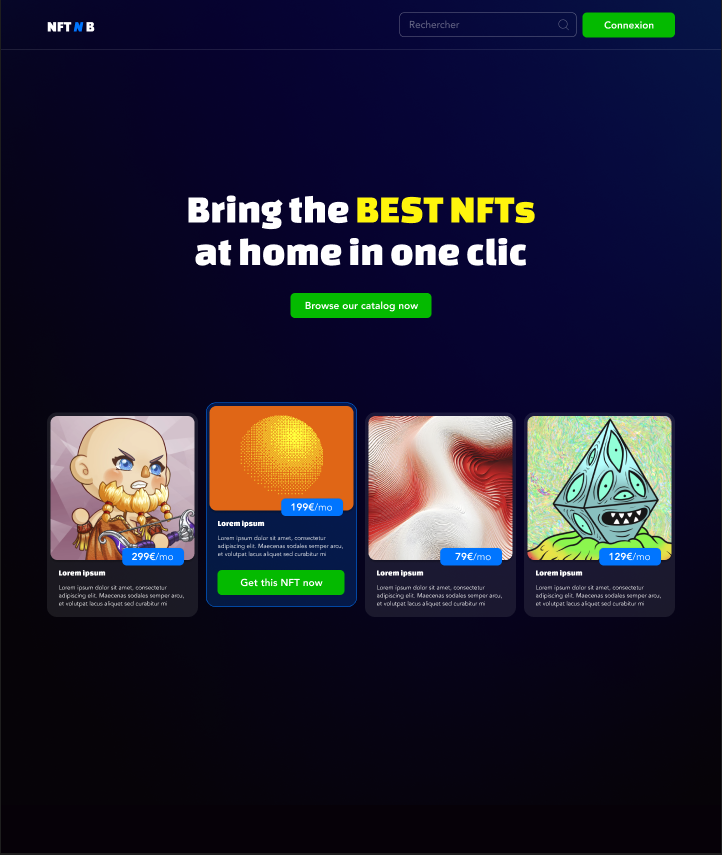 NFT N B
Rechercher
Connexion
Bring the BEST NFTs
at home in one clic
Browse our catalog now
299€/mo
Lorem ipsum
Lorem ipsum dolor sit amet, consectetur
adipiscing elit. Maecenas sodales semper arcu,
et volutpat lacus aliquet sed curabitur mi
199€/mo
Lorem ipsum
Lorem ipsum dolor sit amet, consectetur
adipiscing elit. Maecenas sodales semper arcu,
et volutpat lacus aliquet sed curabitur mi
Get this NFT now
79€/mo
Lorem ipsum
Lorem ipsum dolor sit amet, consectetur
adipiscing elit. Maecenas sodales semper arcu,
et volutpat lacus aliquet sed curabitur mi
129€/mo
Lorem ipsum
Lorem ipsum dolor sit amet, consectetur
adipiscing elit. Maecenas sodales semper arcu,
et volutpat lacus aliquet sed curabitur mi